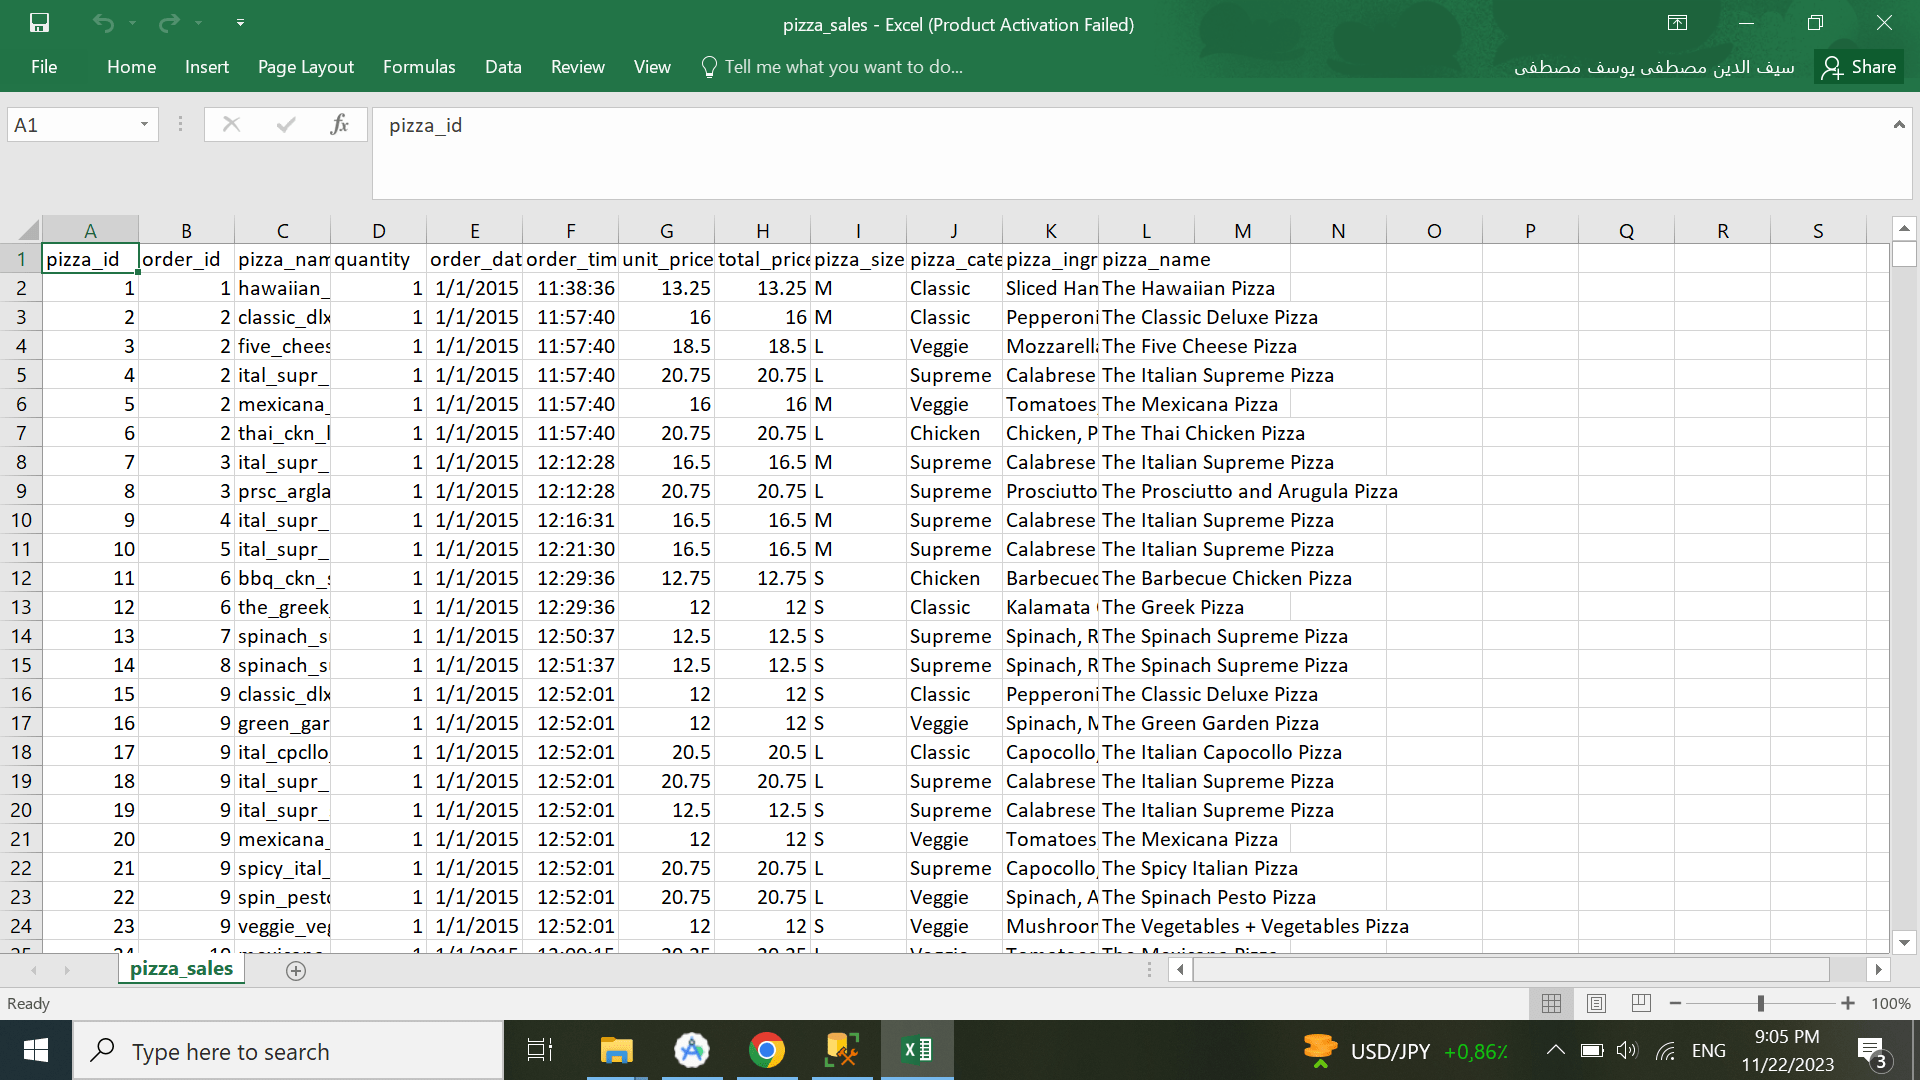 pizza_sales - Excel (Product Activation Failed)
File Home Insert Page Layout Formulas Data Review View Tell me what you want to do... سيف الدين مصطفى يوسف مصطفى Share
A1 fx pizza_id
A B C D E F G H I J K L M N O P Q R S
1 pizza_id order_id pizza_nam quantity order_dat order_tim unit_price total_price pizza_size pizza_cate pizza_ingr pizza_name
2 1 1 hawaiian_ 1 1/1/2015 11:38:36 13.25 13.25 M Classic Sliced Ham The Hawaiian Pizza
3 2 2 classic_dlx 1 1/1/2015 11:57:40 16 16 M Classic Pepperoni The Classic Deluxe Pizza
4 3 2 five_chees 1 1/1/2015 11:57:40 18.5 18.5 L Veggie Mozzarella The Five Cheese Pizza
5 4 2 ital_supr_ 1 1/1/2015 11:57:40 20.75 20.75 L Supreme Calabrese The Italian Supreme Pizza
6 5 2 mexicana_ 1 1/1/2015 11:57:40 16 16 M Veggie Tomatoes, The Mexicana Pizza
7 6 2 thai_ckn_l 1 1/1/2015 11:57:40 20.75 20.75 L Chicken Chicken, P The Thai Chicken Pizza
8 7 3 ital_supr_ 1 1/1/2015 12:12:28 16.5 16.5 M Supreme Calabrese The Italian Supreme Pizza
9 8 3 prsc_argla 1 1/1/2015 12:12:28 20.75 20.75 L Supreme Prosciutto The Prosciutto and Arugula Pizza
10 9 4 ital_supr_ 1 1/1/2015 12:16:31 16.5 16.5 M Supreme Calabrese The Italian Supreme Pizza
11 10 5 ital_supr_ 1 1/1/2015 12:21:30 16.5 16.5 M Supreme Calabrese The Italian Supreme Pizza
12 11 6 bbq_ckn_s 1 1/1/2015 12:29:36 12.75 12.75 S Chicken Barbecued The Barbecue Chicken Pizza
13 12 6 the_greek_ 1 1/1/2015 12:29:36 12 12 S Classic Kalamata The Greek Pizza
14 13 7 spinach_su 1 1/1/2015 12:50:37 12.5 12.5 S Supreme Spinach, R The Spinach Supreme Pizza
15 14 8 spinach_su 1 1/1/2015 12:51:37 12.5 12.5 S Supreme Spinach, R The Spinach Supreme Pizza
16 15 9 classic_dlx 1 1/1/2015 12:52:01 12 12 S Classic Pepperoni The Classic Deluxe Pizza
17 16 9 green_gar 1 1/1/2015 12:52:01 12 12 S Veggie Spinach, M The Green Garden Pizza
18 17 9 ital_cpcllo_ 1 1/1/2015 12:52:01 20.5 20.5 L Classic Capocollo, The Italian Capocollo Pizza
19 18 9 ital_supr_ 1 1/1/2015 12:52:01 20.75 20.75 L Supreme Calabrese The Italian Supreme Pizza
20 19 9 ital_supr_ 1 1/1/2015 12:52:01 12.5 12.5 S Supreme Calabrese The Italian Supreme Pizza
21 20 9 mexicana_ 1 1/1/2015 12:52:01 12 12 S Veggie Tomatoes, The Mexicana Pizza
22 21 9 spicy_ital_ 1 1/1/2015 12:52:01 20.75 20.75 L Supreme Capocollo, The Spicy Italian Pizza
23 22 9 spin_pesto 1 1/1/2015 12:52:01 20.75 20.75 L Veggie Spinach, A The Spinach Pesto Pizza
24 23 9 veggie_veg 1 1/1/2015 12:52:01 12 12 S Veggie Mushroom The Vegetables + Vegetables Pizza
pizza_sales
Ready 100%
Type here to search USD/JPY +0,86% ENG 9:05 PM
11/22/2023 3